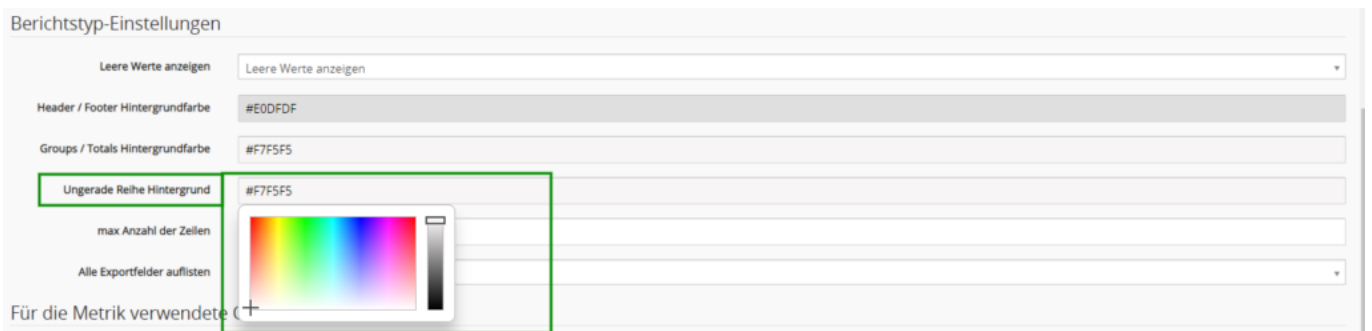 Berichtstyp-Einstellungen
Leere Werte anzeigen Leere Werte anzeigen
Header / Footer Hintergrundfarbe #E0DFDF
Groups / Totals Hintergrundfarbe #F7F5F5
Ungerade Reihe Hintergrund #F7F5F5
max Anzahl der Zeilen
Alle Exportfelder auflisten
Für die Metrik verwendete